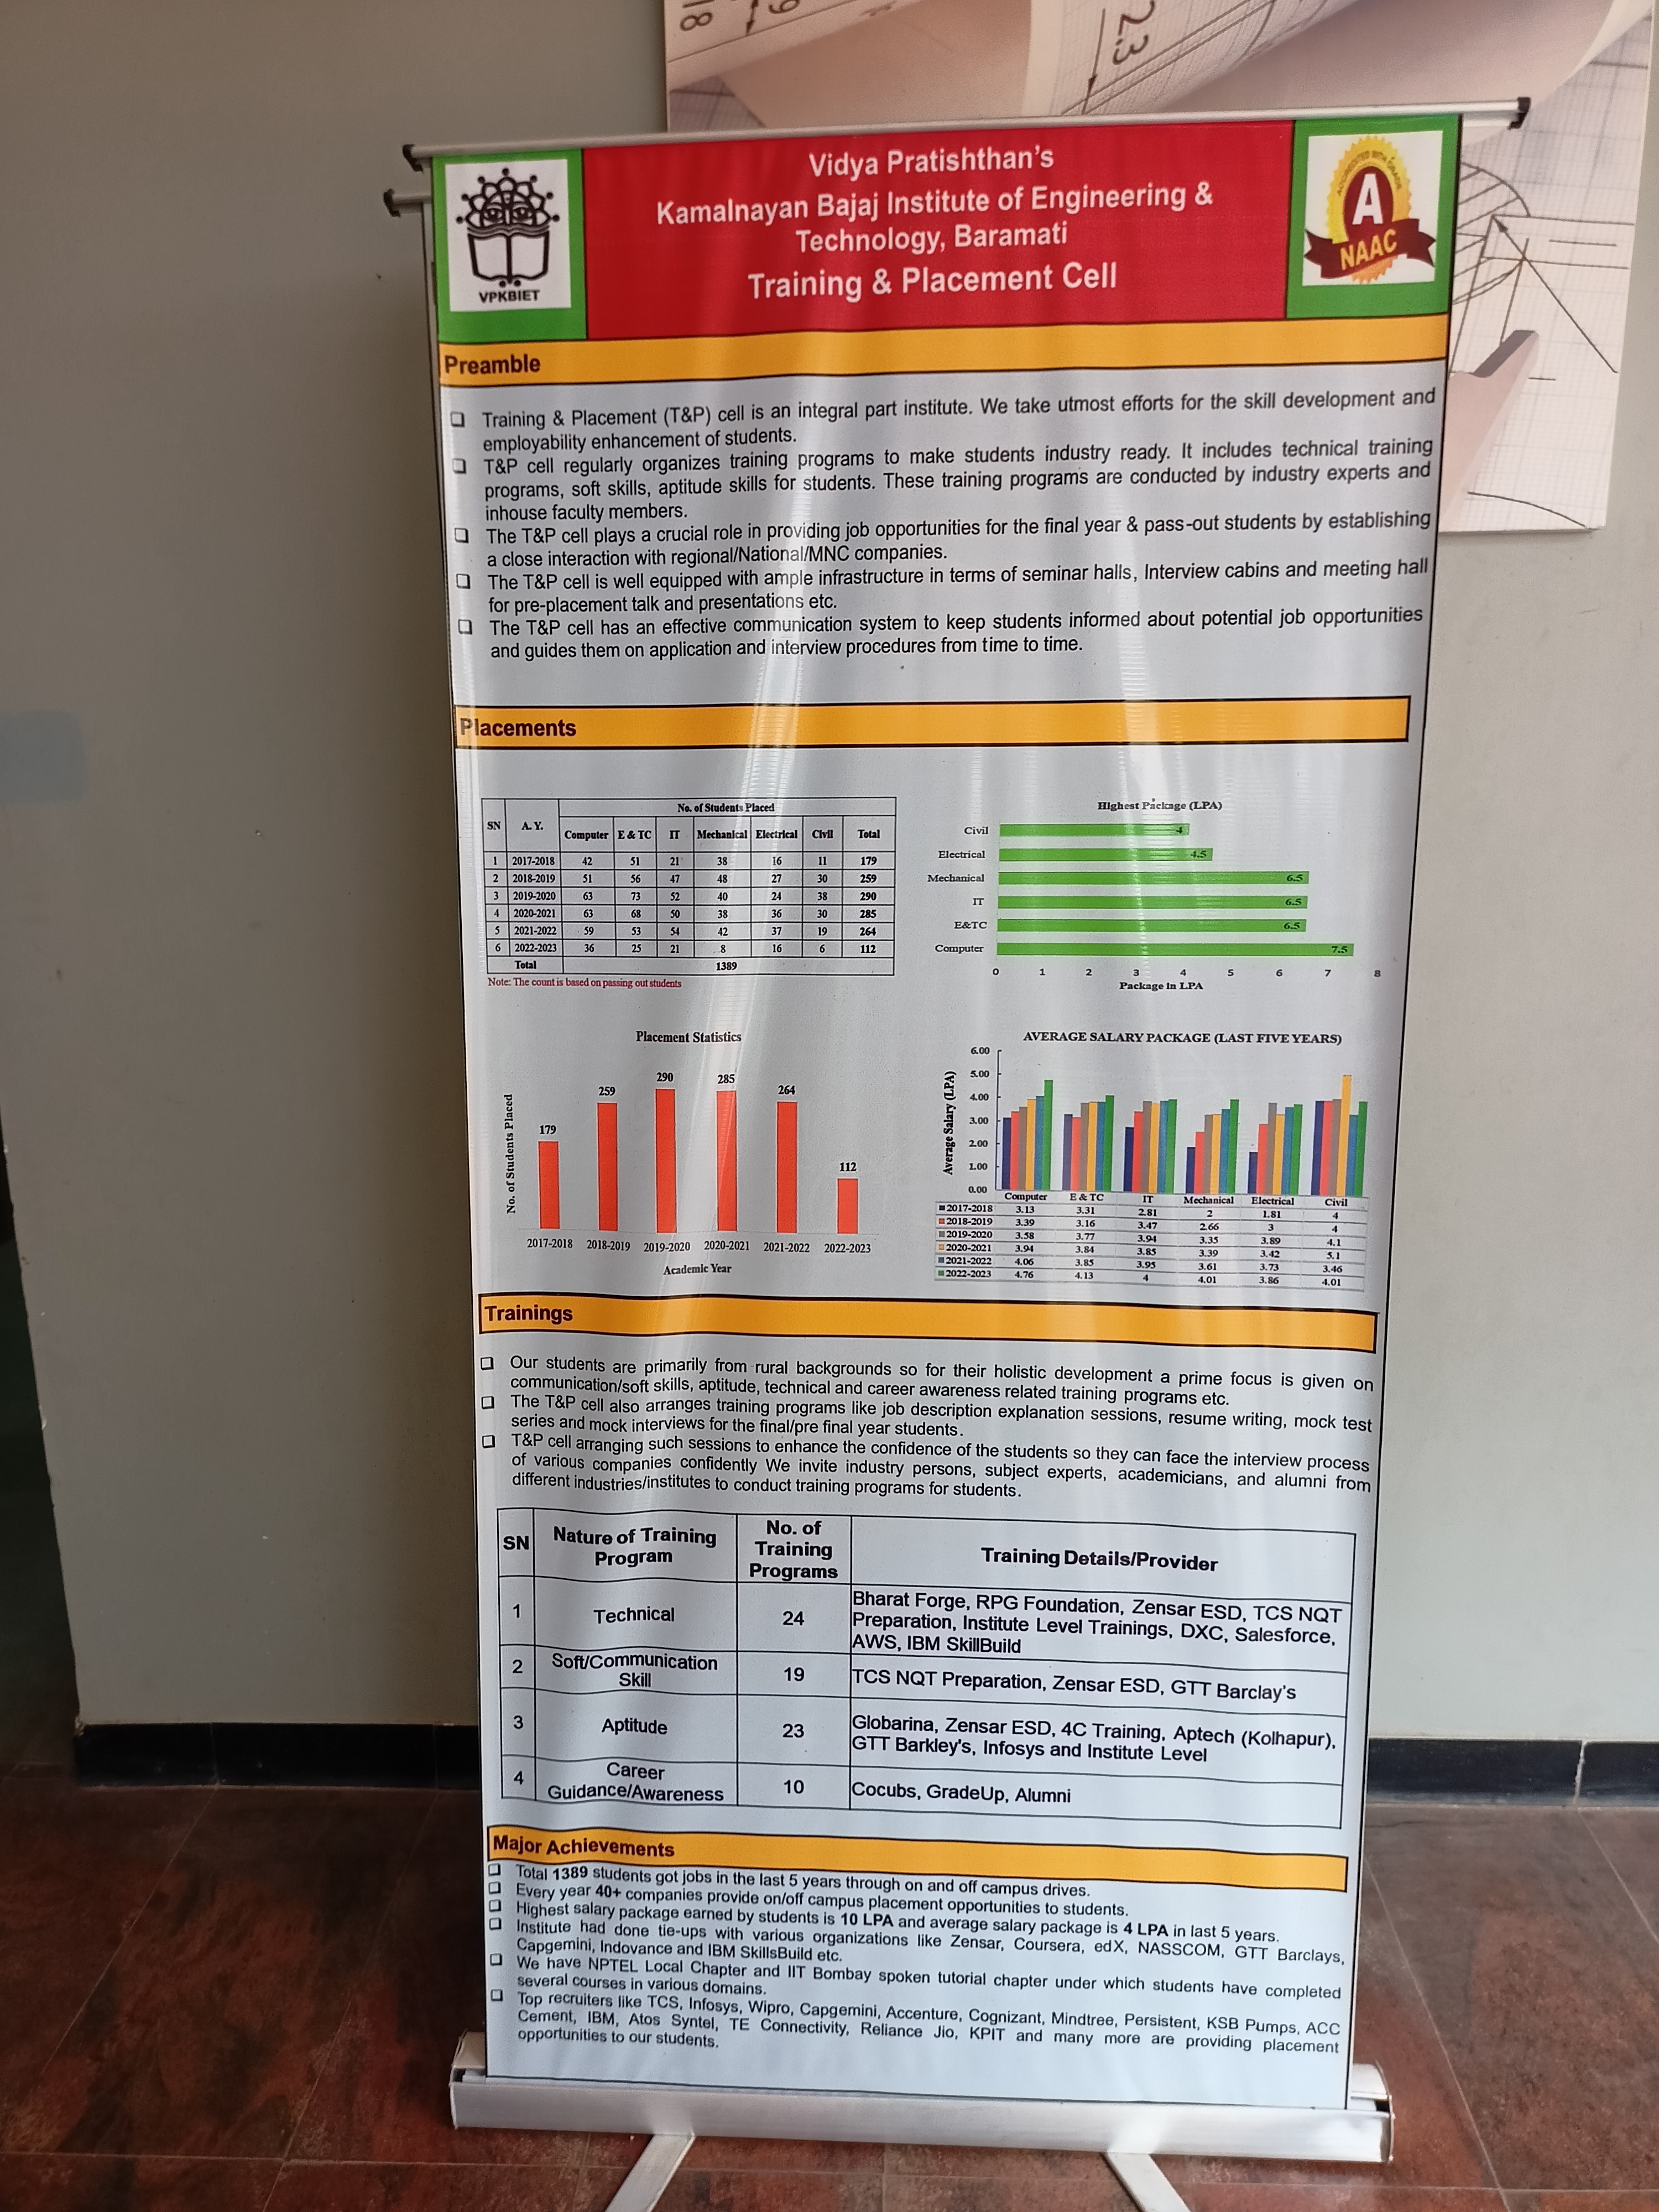 18
9
2.3
Vidya Pratishthan's
Kamalnayan Bajaj Institute of Engineering &
Technology, Baramati
Training & Placement Cell
VPKBIET
ACCREDITED WITH GRADE
A
NAAC
Preamble
❑ Training & Placement (T&P) cell is an integral part institute. We take utmost efforts for the skill development and
employability enhancement of students.
❑ T&P cell regularly organizes training programs to make students industry ready. It includes technical training
programs, soft skills, aptitude skills for students. These training programs are conducted by industry experts and
inhouse faculty members.
❑ The T&P cell plays a crucial role in providing job opportunities for the final year & pass-out students by establishing
a close interaction with regional/National/MNC companies.
❑ The T&P cell is well equipped with ample infrastructure in terms of seminar halls, Interview cabins and meeting hall
for pre-placement talk and presentations etc.
❑ The T&P cell has an effective communication system to keep students informed about potential job opportunities
and guides them on application and interview procedures from time to time.
Placements
SN A. Y. No. of Students Placed
Computer E & TC IT Mechanical Electrical Civil Total
1 2017-2018 42 51 21 38 16 11 179
2 2018-2019 51 56 47 48 27 30 259
3 2019-2020 63 73 52 40 24 38 290
4 2020-2021 63 68 50 38 36 30 285
5 2021-2022 59 53 54 42 37 19 264
6 2022-2023 36 25 21 8 16 6 112
Total 1389
Note: The count is based on passing out students
Highest Package (LPA)
Civil 4
Electrical 4.5
Mechanical 6.5
IT 6.5
E&TC 6.5
Computer 7.5
0 1 2 3 4 5 6 7 8
Package in LPA
Placement Statistics
No. of Students Placed
179 259 290 285 264 112
2017-2018 2018-2019 2019-2020 2020-2021 2021-2022 2022-2023
Academic Year
AVERAGE SALARY PACKAGE (LAST FIVE YEARS)
Average Salary (LPA)
6.00
5.00
4.00
3.00
2.00
1.00
0.00
Computer E & TC IT Mechanical Electrical Civil
2017-2018 3.13 3.31 2.81 2 1.81 4
2018-2019 3.39 3.16 3.47 2.66 3 4
2019-2020 3.58 3.77 3.94 3.35 3.89 4.1
2020-2021 3.94 3.84 3.85 3.39 3.42 5.1
2021-2022 4.06 3.85 3.95 3.61 3.73 3.46
2022-2023 4.76 4.13 4 4.01 3.86 4.01
Trainings
❑ Our students are primarily from rural backgrounds so for their holistic development a prime focus is given on
communication/soft skills, aptitude, technical and career awareness related training programs etc.
❑ The T&P cell also arranges training programs like job description explanation sessions, resume writing, mock test
series and mock interviews for the final/pre final year students.
❑ T&P cell arranging such sessions to enhance the confidence of the students so they can face the interview process
of various companies confidently We invite industry persons, subject experts, academicians, and alumni from
different industries/institutes to conduct training programs for students.
SN Nature of Training Program No. of Training Programs Training Details/Provider
1 Technical 24 Bharat Forge, RPG Foundation, Zensar ESD, TCS NQT
Preparation, Institute Level Trainings, DXC, Salesforce,
AWS, IBM SkillBuild
2 Soft/Communication Skill 19 TCS NQT Preparation, Zensar ESD, GTT Barclay's
3 Aptitude 23 Globarina, Zensar ESD, 4C Training, Aptech (Kolhapur),
GTT Barkley's, Infosys and Institute Level
4 Career Guidance/Awareness 10 Cocubs, GradeUp, Alumni
Major Achievements
❑ Total 1389 students got jobs in the last 5 years through on and off campus drives.
❑ Every year 40+ companies provide on/off campus placement opportunities to students.
❑ Highest salary package earned by students is 10 LPA and average salary package is 4 LPA in last 5 years.
❑ Institute had done tie-ups with various organizations like Zensar, Coursera, edX, NASSCOM, GTT Barclays,
Capgemini, Indovance and IBM SkillsBuild etc.
❑ We have NPTEL Local Chapter and IIT Bombay spoken tutorial chapter under which students have completed
several courses in various domains.
❑ Top recruiters like TCS, Infosys, Wipro, Capgemini, Accenture, Cognizant, Mindtree, Persistent, KSB Pumps, ACC
Cement, IBM, Atos Syntel, TE Connectivity, Reliance Jio, KPIT and many more are providing placement
opportunities to our students.